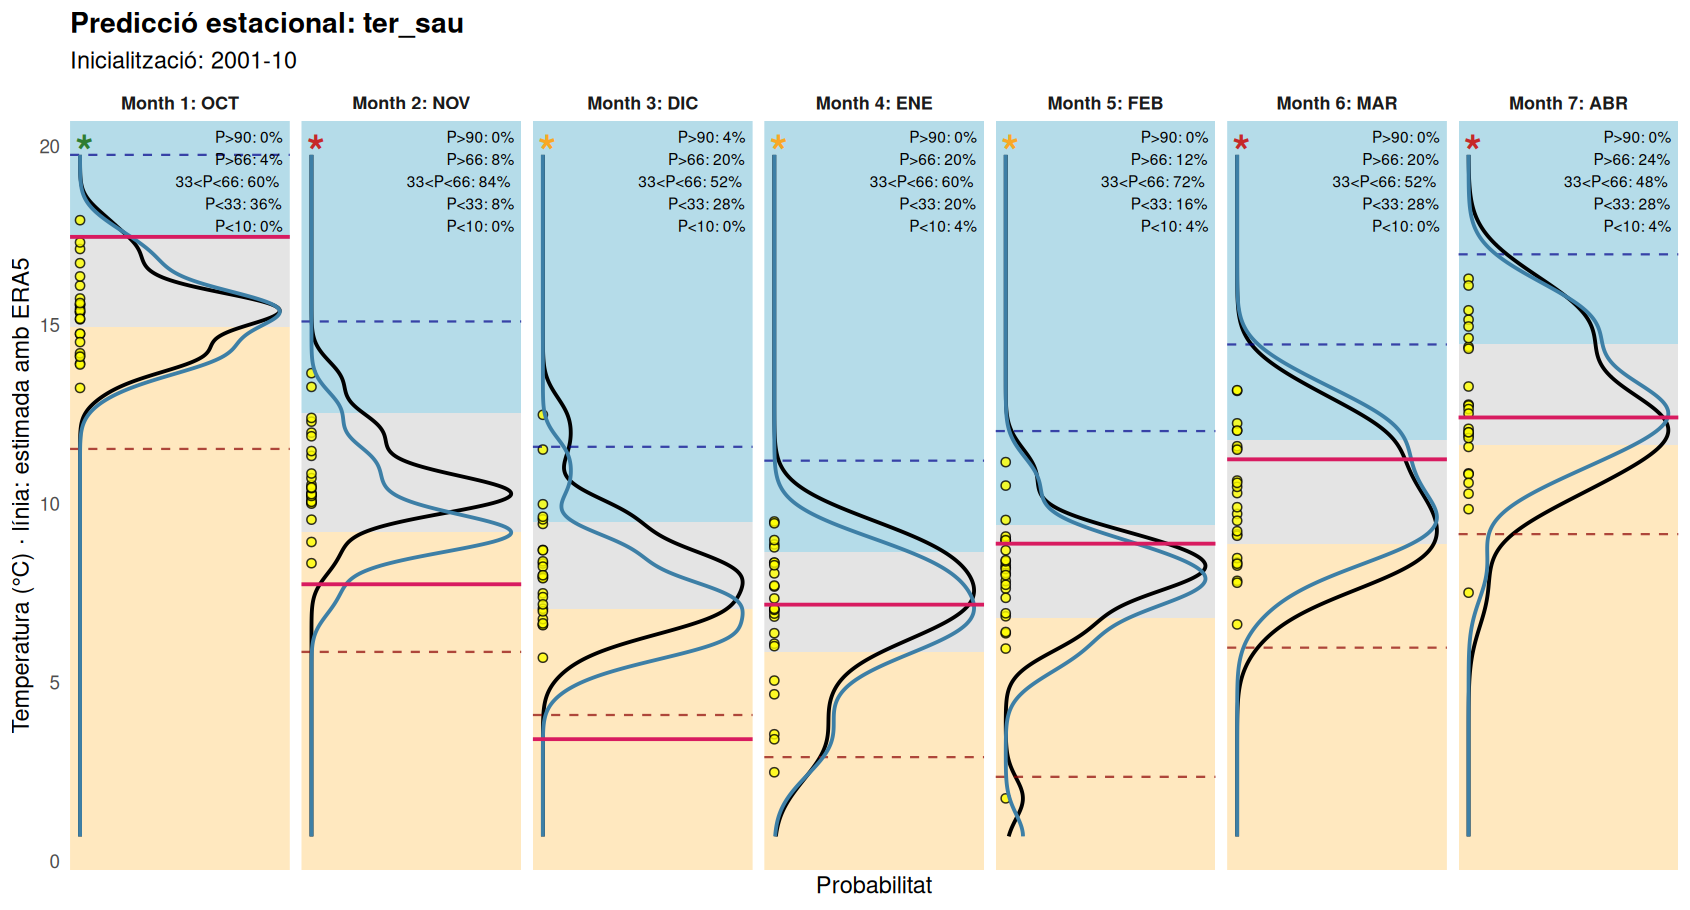 Predicció estacional: ter_sau
Inicialització: 2001-10
Month 1: OCT
Month 2: NOV
Month 3: DIC
Month 4: ENE
Month 5: FEB
Month 6: MAR
Month 7: ABR
P>90: 0%
P>66: 4%
33<P<66: 60%
P<33: 36%
P<10: 0%
P>90: 0%
P>66: 8%
33<P<66: 84%
P<33: 8%
P<10: 0%
P>90: 4%
P>66: 20%
33<P<66: 52%
P<33: 28%
P<10: 0%
P>90: 0%
P>66: 20%
33<P<66: 60%
P<33: 20%
P<10: 4%
P>90: 0%
P>66: 12%
33<P<66: 72%
P<33: 16%
P<10: 4%
P>90: 0%
P>66: 20%
33<P<66: 52%
P<33: 28%
P<10: 0%
P>90: 0%
P>66: 24%
33<P<66: 48%
P<33: 28%
P<10: 4%
20
15
10
5
0
Temperatura (°C) · línia: estimada amb ERA5
Probabilitat